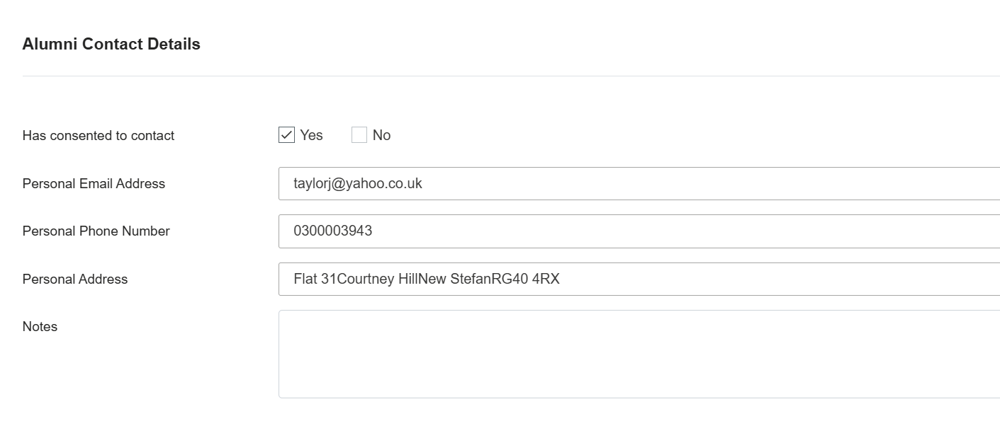 Alumni Contact Details
Has consented to contact Yes No
Personal Email Address taylorj@yahoo.co.uk
Personal Phone Number 0300003943
Personal Address Flat 31Courtney HillNew StefanRG40 4RX
Notes